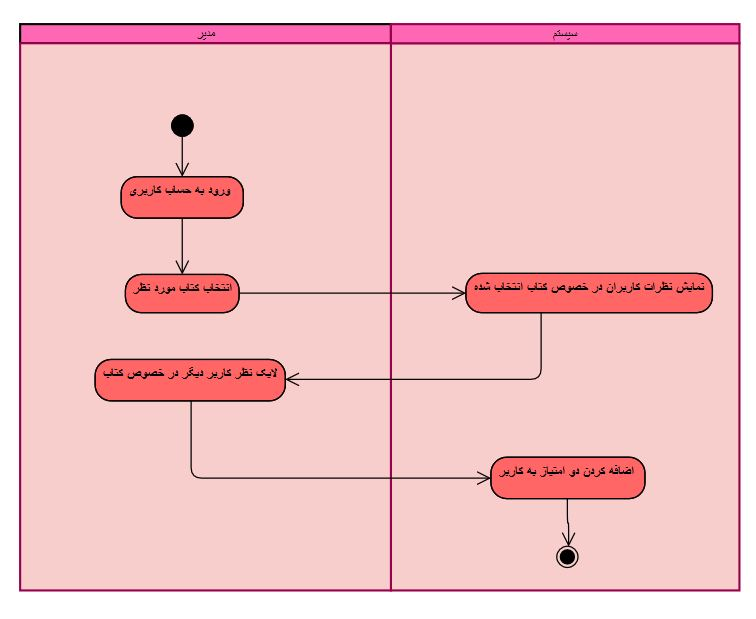 مدیر
سیستم
ورود به حساب کاربری
انتخاب کتاب مورد نظر
نمایش نظرات کاربران در خصوص کتاب انتخاب شده
لایک نظر کاربر دیگر در خصوص کتاب
اضافه کردن دو امتیاز به کاربر